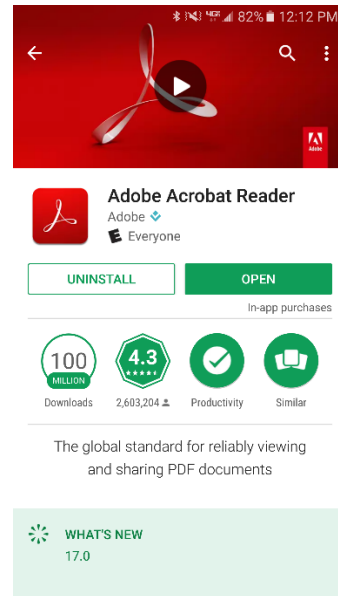 82% 12:12 PM
Adobe
Adobe Acrobat Reader
Adobe
E Everyone
UNINSTALL
OPEN
In-app purchases
100
MILLION
4.3
Downloads
2,603,204
Productivity
Similar
The global standard for reliably viewing
and sharing PDF documents
WHAT'S NEW
17.0